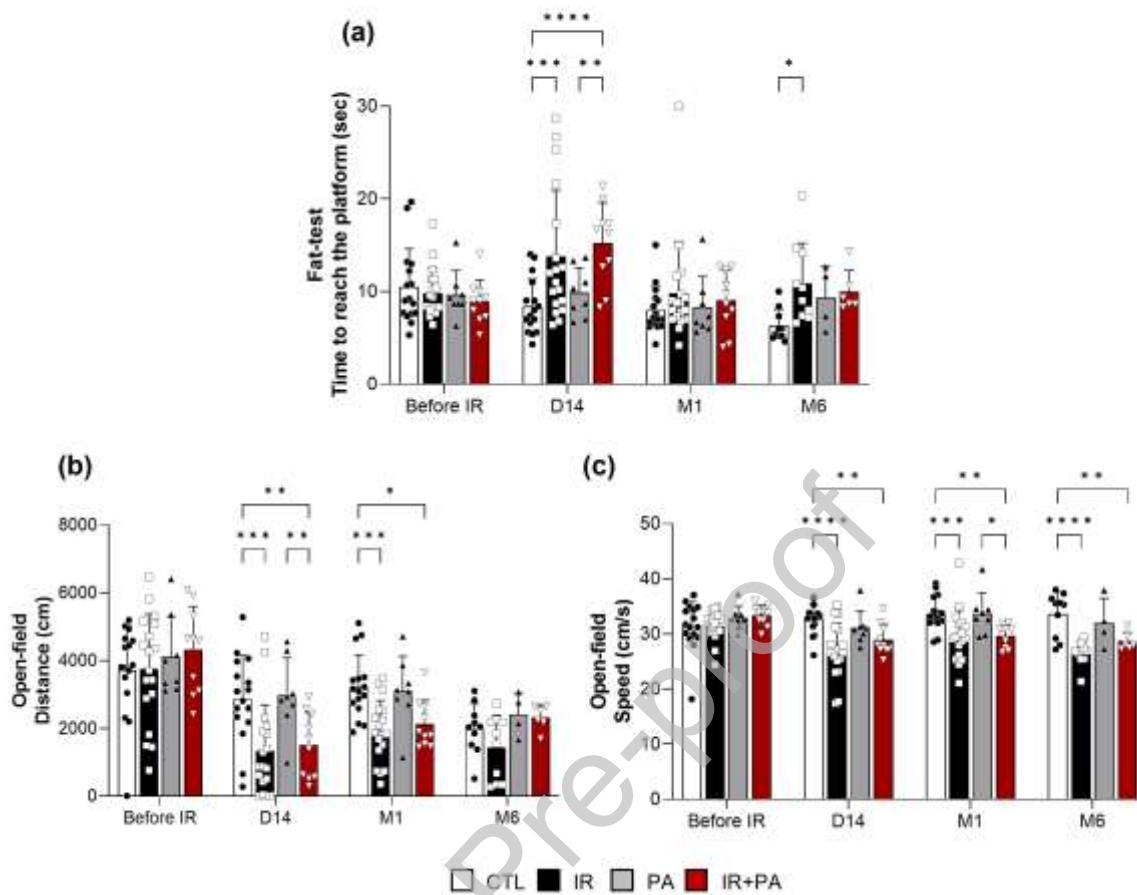 (a)
* * * *
* * *
* *
*
Fat-test
Time to reach the platform (sec)
30
20
10
0
Before IR
D14
M1
M6
(b)
* *
*
* * *
* *
* * *
Open-field
Distance (cm)
8000
6000
4000
2000
0
Before IR
D14
M1
M6
(c)
* *
* *
* *
* * * *
* * *
*
* * * *
Open-field
Speed (cm/s)
50
40
30
20
10
0
Before IR
D14
M1
M6
Pre-proof
CTL
IR
PA
IR+PA